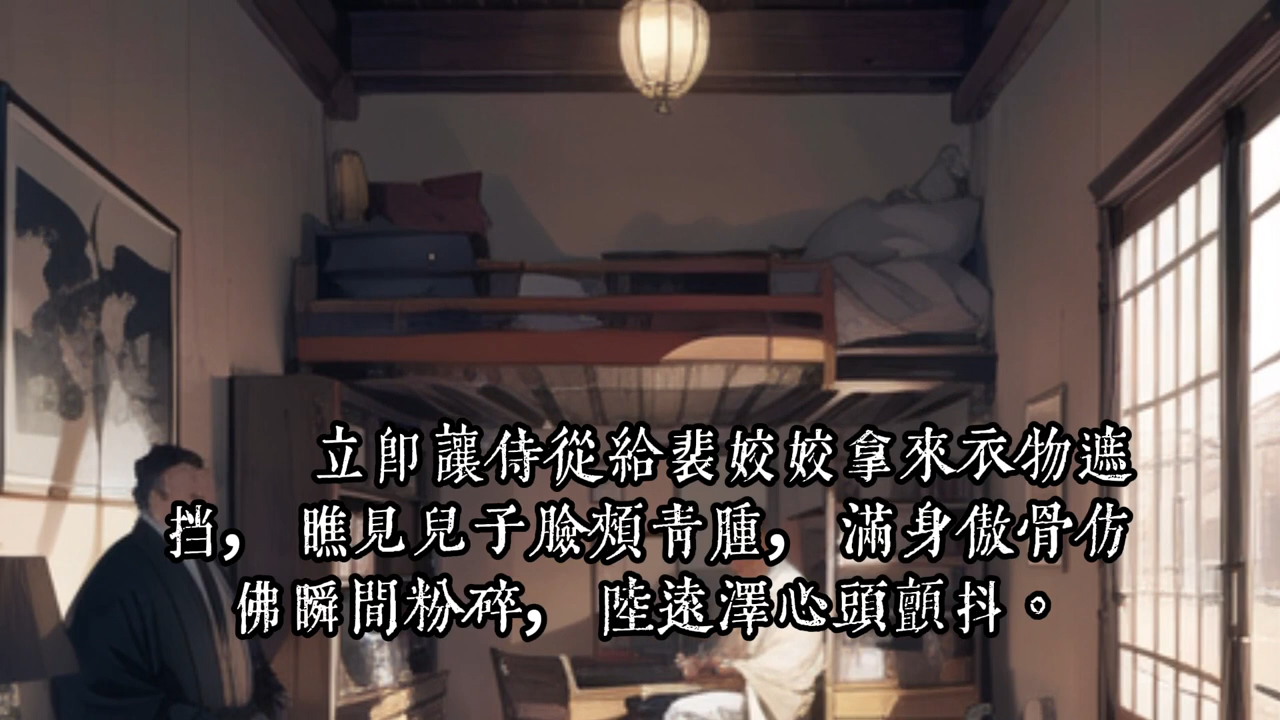 立即讓侍從給裴姣姣拿來衣物遮
挡，瞧見兒子臉頰青腫，滿身傲骨仿
佛瞬間粉碎，陸遠澤心頭顫抖。